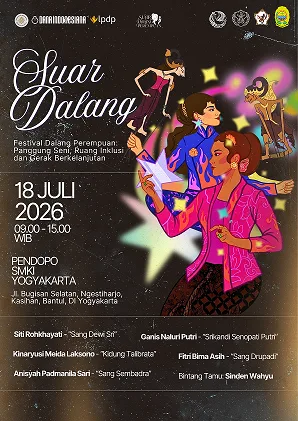 DANA INDONESIANA
lpdp
Suar
Dalang
Festival Dalang Perempuan:
Panggung Seni, Ruang Inklusi
dan Gerak Berkelanjutan
18 JULI
2026
09.00 - 15.00
WIB
PENDOPO
SMKI
YOGYAKARTA
Jl. Bugisan Selatan, Ngestiharjo,
Kasihan, Bantul, DI Yogyakarta
Siti Rohkhayati - "Sang Dewi Sri"
Ganis Naluri Putri - "Srikandi Senopati Putri"
Kinaryusi Meida Laksono - "Kidung Talibrata"
Fitri Bima Asih - "Sang Drupadi"
Anisyah Padmanila Sari - "Sang Sembadra"
Bintang Tamu: Sinden Wahyu